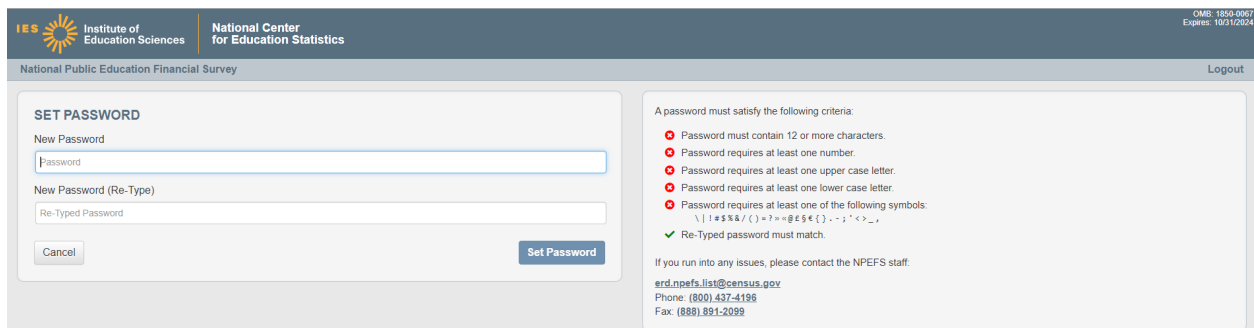 OMB: 1850-0067
Expires: 10/31/2024
IES Institute of Education Sciences
National Center for Education Statistics
National Public Education Financial Survey
Logout
SET PASSWORD
New Password
Password
New Password (Re-Type)
Re-Typed Password
Cancel
Set Password
A password must satisfy the following criteria:
Password must contain 12 or more characters.
Password requires at least one number.
Password requires at least one upper case letter.
Password requires at least one lower case letter.
Password requires at least one of the following symbols:
\|!#$%&/()=?»«@£§€{}.-;'<>_,
Re-Typed password must match.
If you run into any issues, please contact the NPEFS staff:
erd.npefs.list@census.gov
Phone: (800) 437-4196
Fax: (888) 891-2099